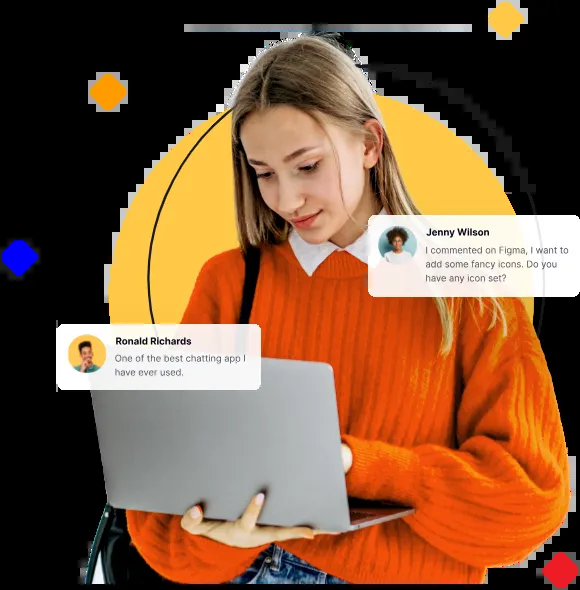 Jenny Wilson
I commented on Figma, I want to
add some fancy icons. Do you
have any icon set?
Ronald Richards
One of the best chatting app I
have ever used.